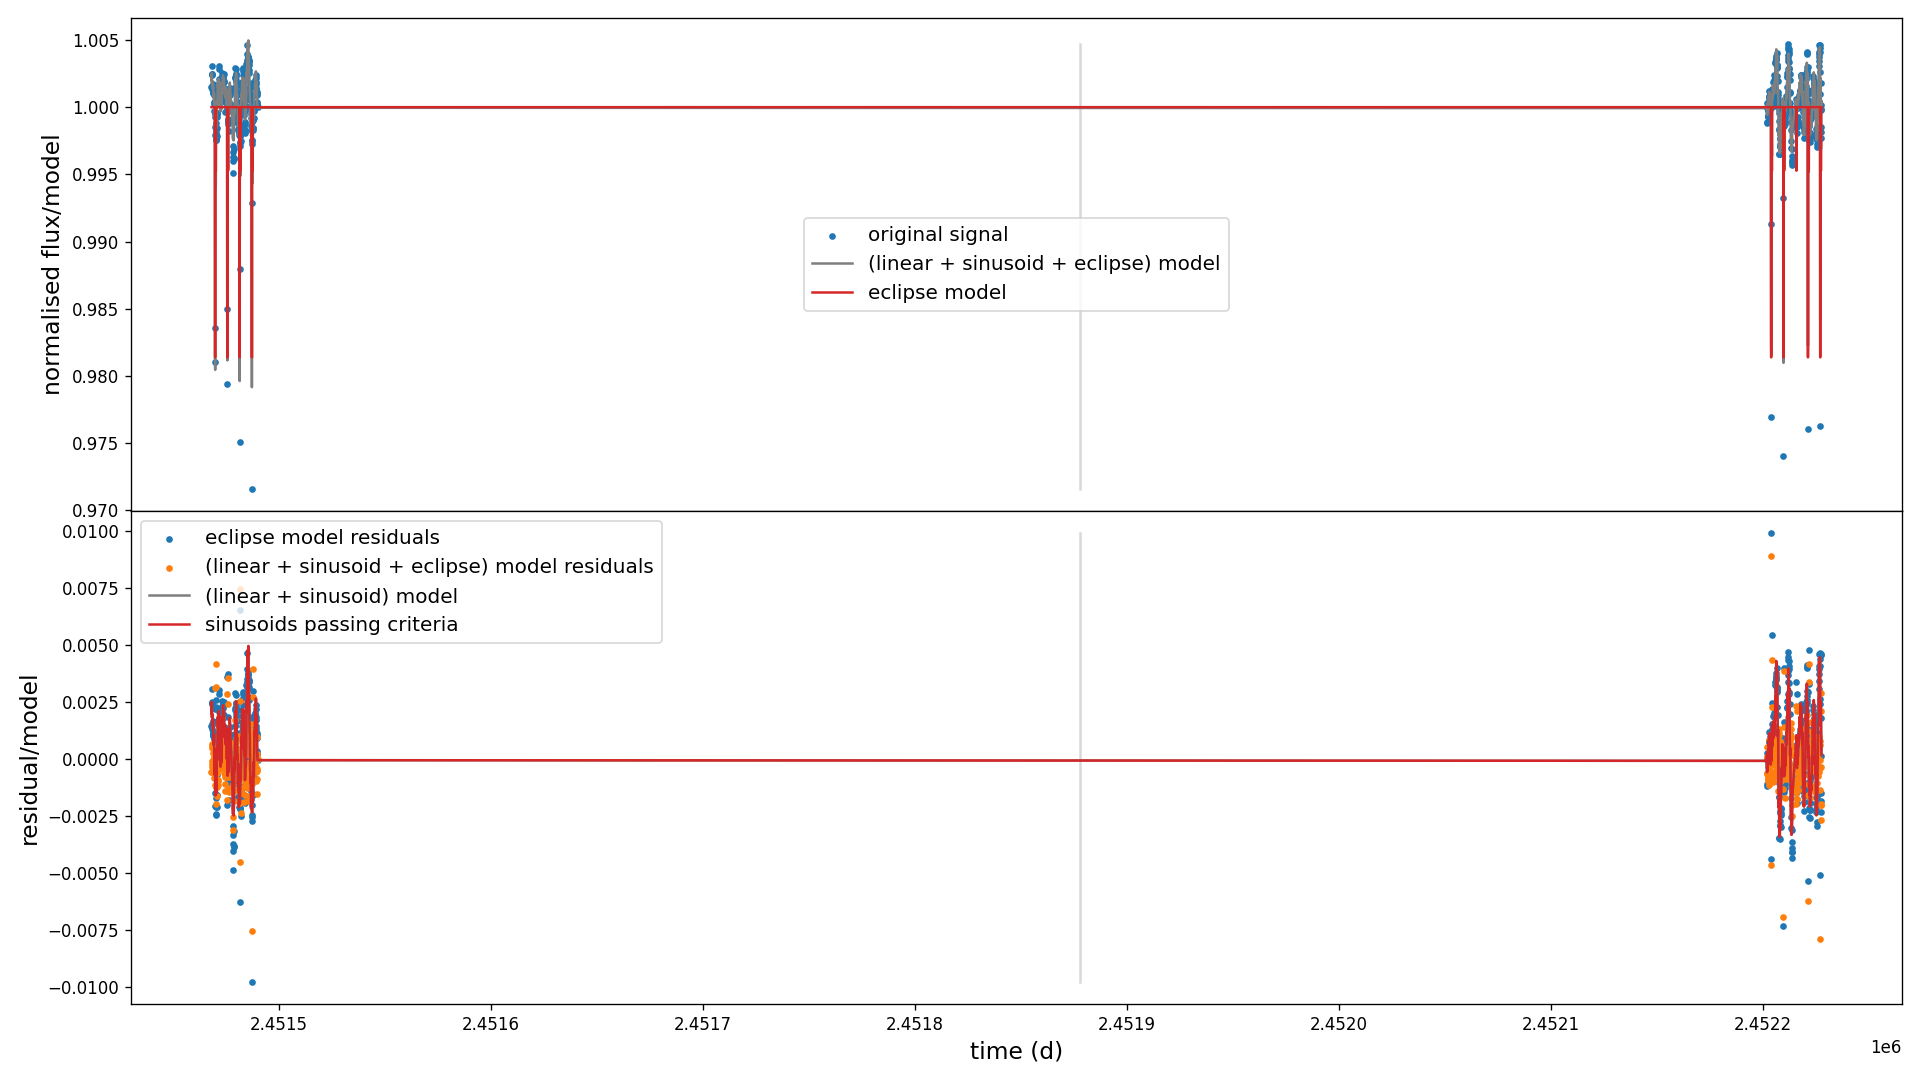 1.005
1.000
0.995
0.990
0.985
0.980
0.975
0.970
normalised flux/model
original signal
(linear + sinusoid + eclipse) model
eclipse model
0.0100
0.0075
0.0050
0.0025
0.0000
−0.0025
−0.0050
−0.0075
−0.0100
residual/model
eclipse model residuals
(linear + sinusoid + eclipse) model residuals
(linear + sinusoid) model
sinusoids passing criteria
2.4515
2.4516
2.4517
2.4518
2.4519
2.4520
2.4521
2.4522
1e6
time (d)